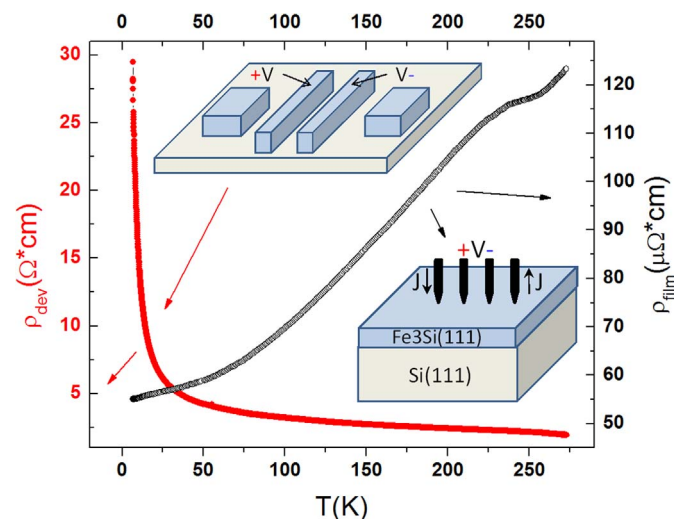 0 50 100 150 200 250
30
25
20
15
10
5
ρdev(Ω*cm)
+V V-
120
110
100
90
80
70
60
50
ρfilm(μΩ*cm)
+V-
J J
Fe3Si(111)
Si(111)
0 50 100 150 200 250
T(K)